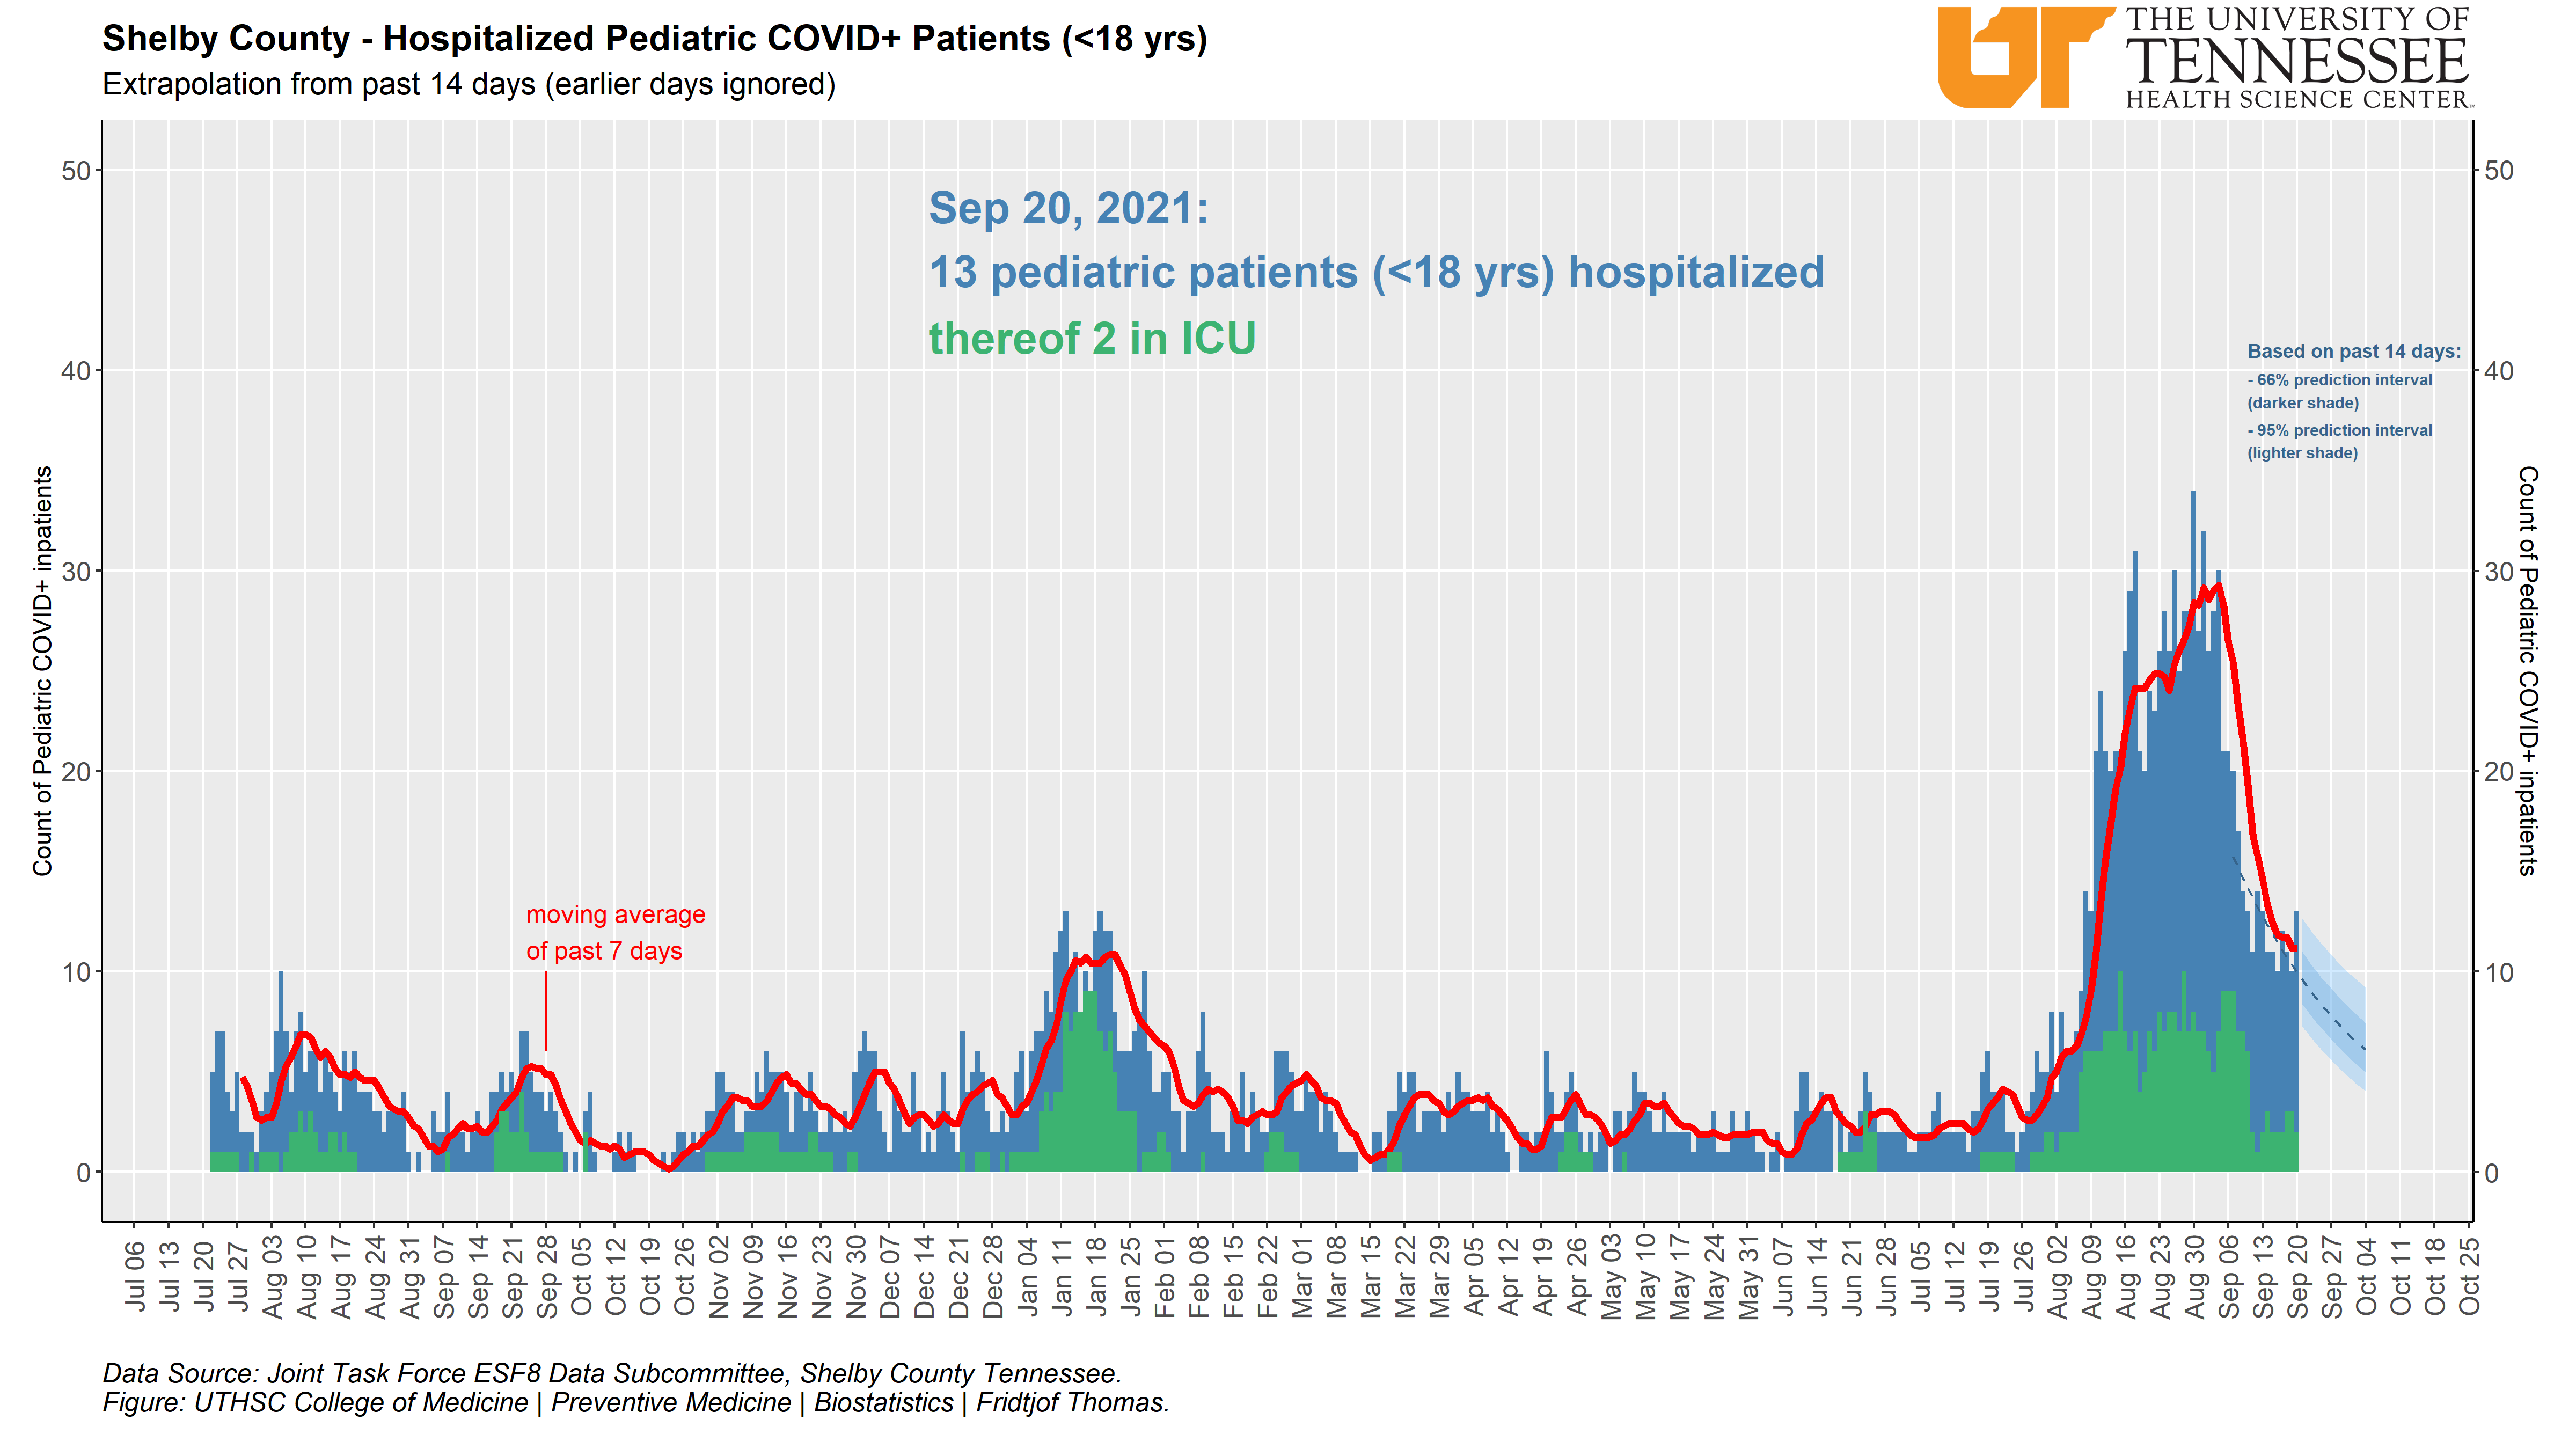 Shelby County - Hospitalized Pediatric COVID+ Patients (<18 yrs)
Extrapolation from past 14 days (earlier days ignored)
THE UNIVERSITY OF
TENNESSEE
HEALTH SCIENCE CENTER™
Sep 20, 2021:
13 pediatric patients (<18 yrs) hospitalized
thereof 2 in ICU
Based on past 14 days:
- 66% prediction interval
(darker shade)
- 95% prediction interval
(lighter shade)
moving average
of past 7 days
Count of Pediatric COVID+ inpatients
50
40
30
20
10
0
50
40
30
20
10
0
Count of Pediatric COVID+ inpatients
Jul 06
Jul 13
Jul 20
Jul 27
Aug 03
Aug 10
Aug 17
Aug 24
Aug 31
Sep 07
Sep 14
Sep 21
Sep 28
Oct 05
Oct 12
Oct 19
Oct 26
Nov 02
Nov 09
Nov 16
Nov 23
Nov 30
Dec 07
Dec 14
Dec 21
Dec 28
Jan 04
Jan 11
Jan 18
Jan 25
Feb 01
Feb 08
Feb 15
Feb 22
Mar 01
Mar 08
Mar 15
Mar 22
Mar 29
Apr 05
Apr 12
Apr 19
Apr 26
May 03
May 10
May 17
May 24
May 31
Jun 07
Jun 14
Jun 21
Jun 28
Jul 05
Jul 12
Jul 19
Jul 26
Aug 02
Aug 09
Aug 16
Aug 23
Aug 30
Sep 06
Sep 13
Sep 20
Sep 27
Oct 04
Oct 11
Oct 18
Oct 25
Data Source: Joint Task Force ESF8 Data Subcommittee, Shelby County Tennessee.
Figure: UTHSC College of Medicine | Preventive Medicine | Biostatistics | Fridtjof Thomas.